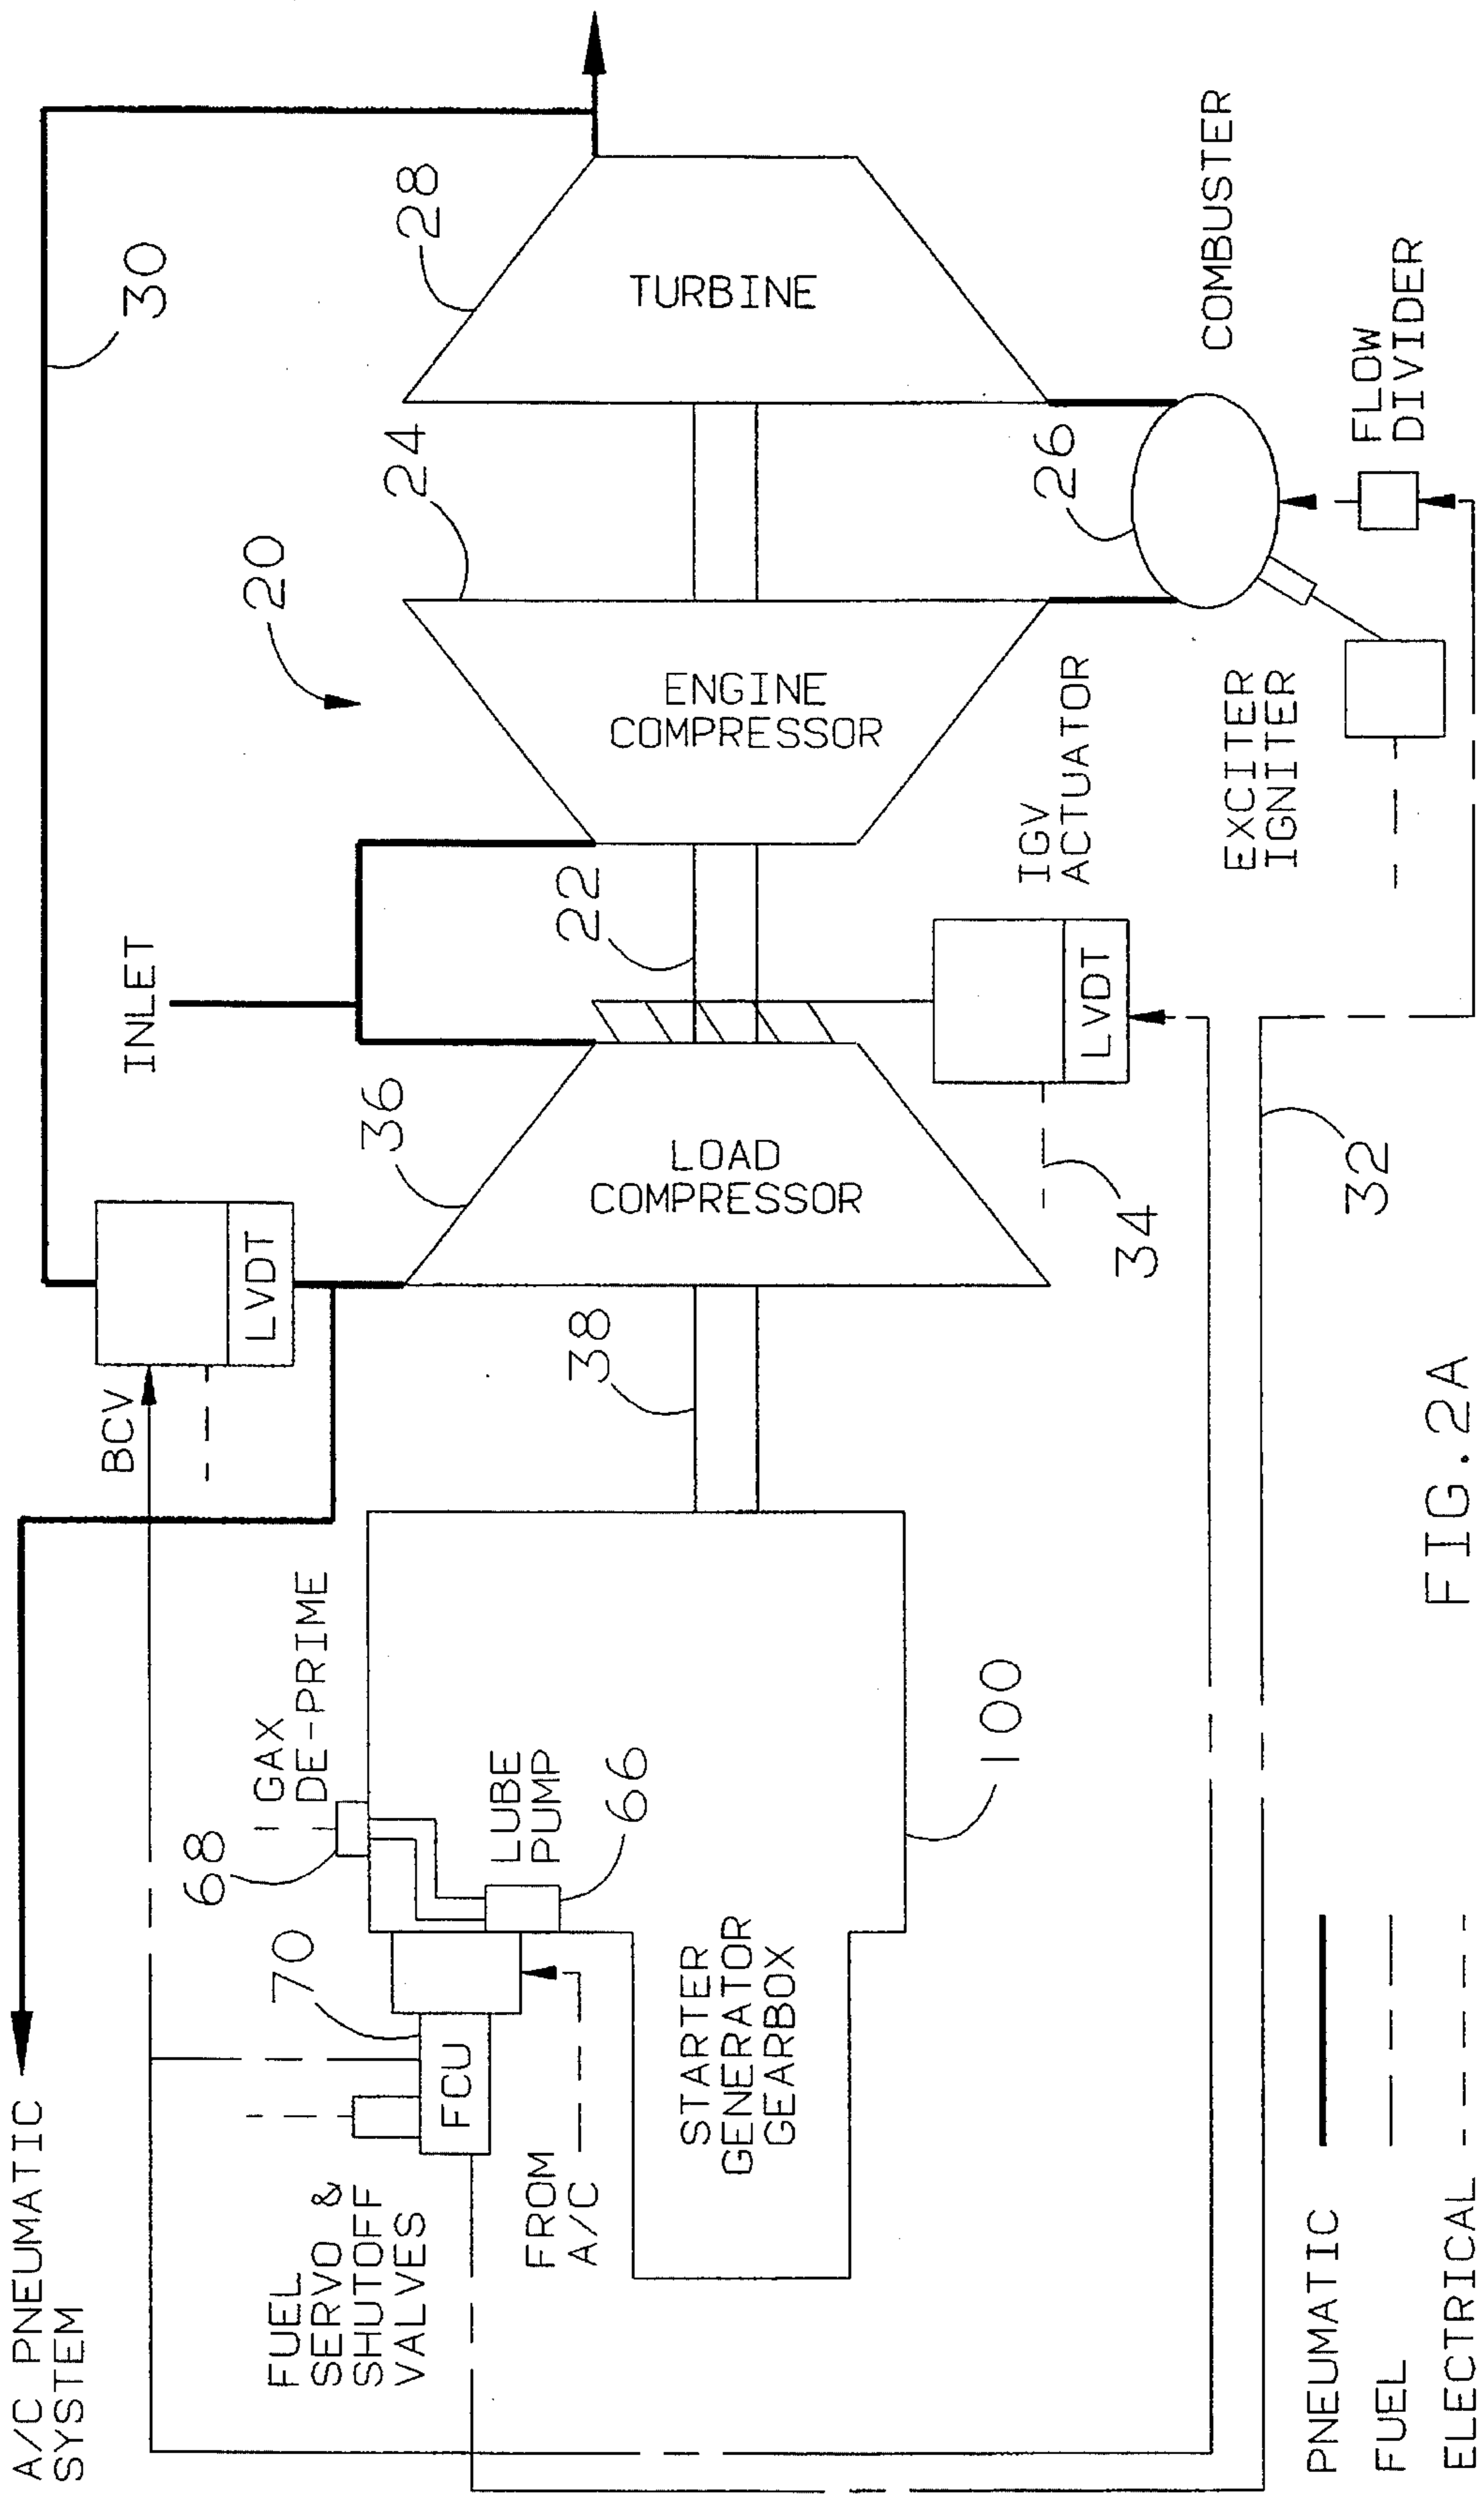 A/C PNEUMATIC
SYSTEM
BCV
LVDT
INLET
30
20
36
24
28
68
GAX
DE-PRIME
70
FUEL
SERVO &
SHUTOFF
VALVES
FCU
LUBE
PUMP
66
FROM
A/C
38
22
STARTER
GENERATOR
GEARBOX
LOAD
COMPRESSOR
ENGINE
COMPRESSOR
TURBINE
100
34
LVDT
IGV
ACTUATOR
26
COMBUSTER
EXCITER
IGNITER
FLOW
DIVIDER
32
PNEUMATIC
FUEL
ELECTRICAL
FIG.2A